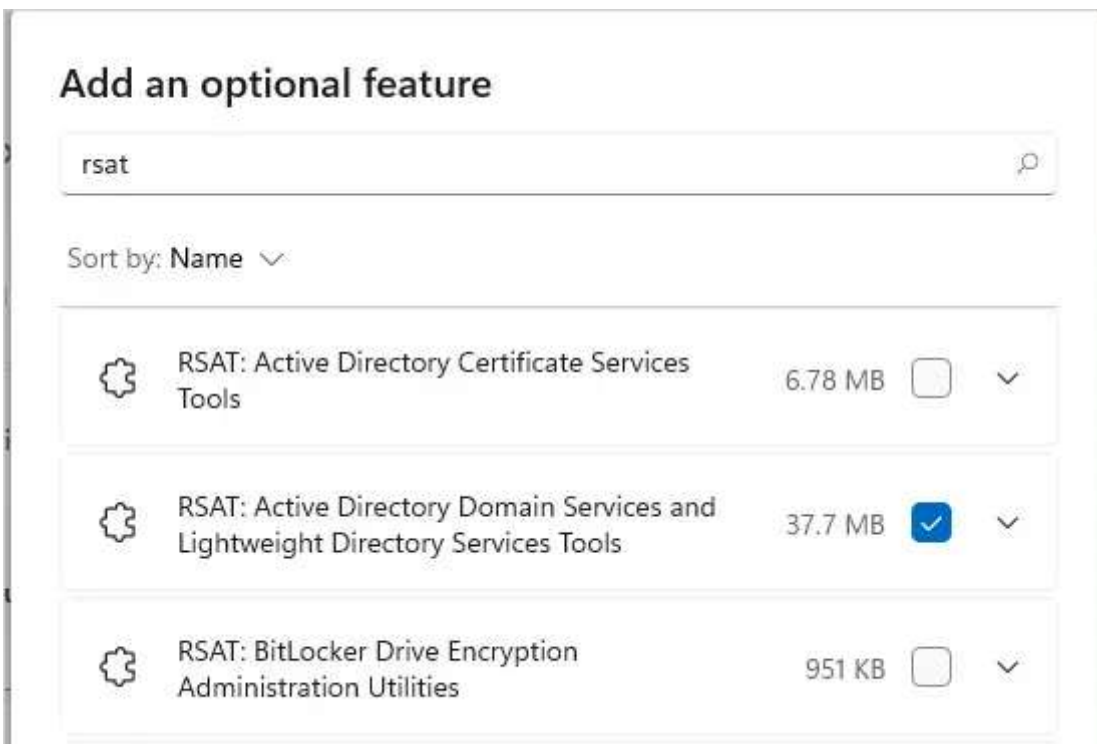 Add an optional feature
rsat
Sort by: Name
RSAT: Active Directory Certificate Services
Tools
6.78 MB
RSAT: Active Directory Domain Services and
Lightweight Directory Services Tools
37.7 MB
RSAT: BitLocker Drive Encryption
Administration Utilities
951 KB